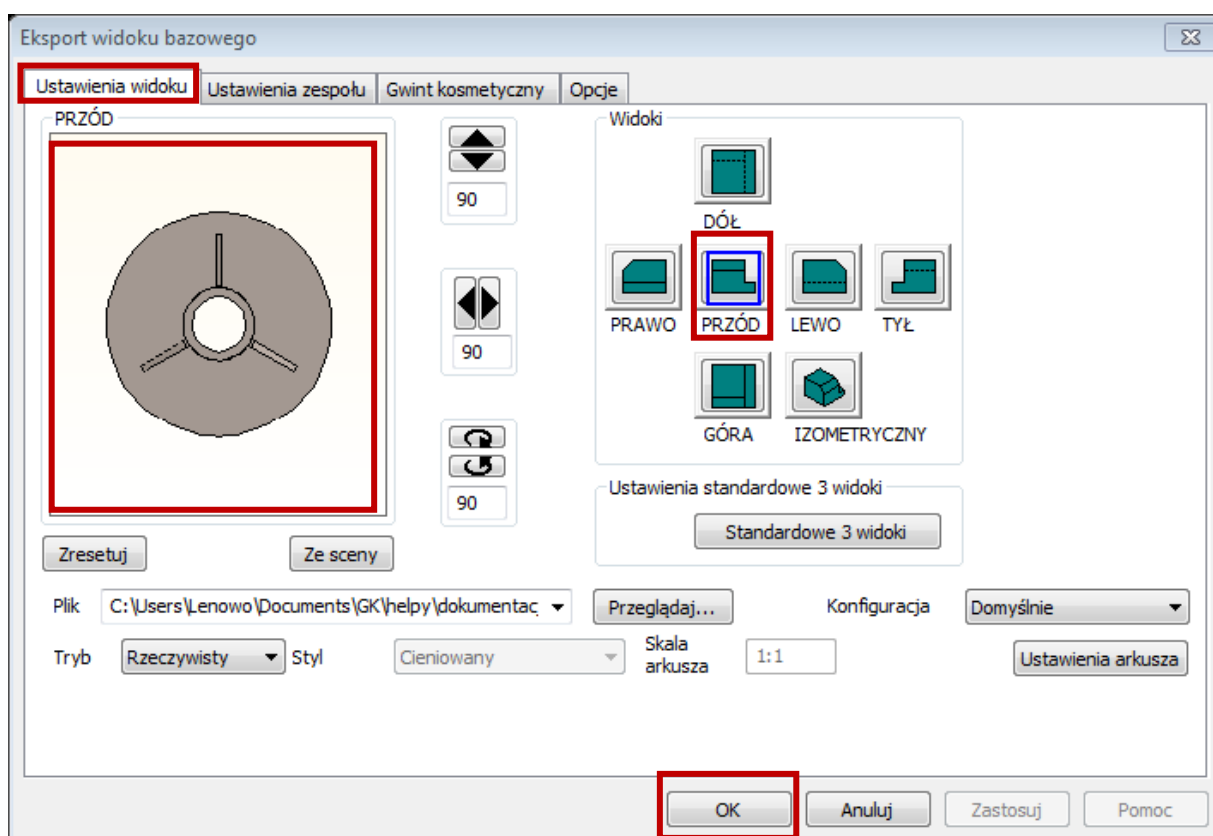 Eksport widoku bazowego
Ustawienia widoku Ustawienia zespołu Gwint kosmetyczny Opcje
PRZÓD
Widoki
90
DÓŁ
90
PRAWO PRZÓD LEWO TYŁ
GÓRA IZOMETRYCZNY
90
Ustawienia standardowe 3 widoki
Standardowe 3 widoki
Zresetuj Ze sceny
Plik C:\Users\Lenowo\Documents\GK\helpy\dokumentac Przeglądaj... Konfiguracja Domyślnie
Tryb Rzeczywisty Styl Cieniowany Skala
arkusza 1:1 Ustawienia arkusza
OK Anuluj Zastosuj Pomoc